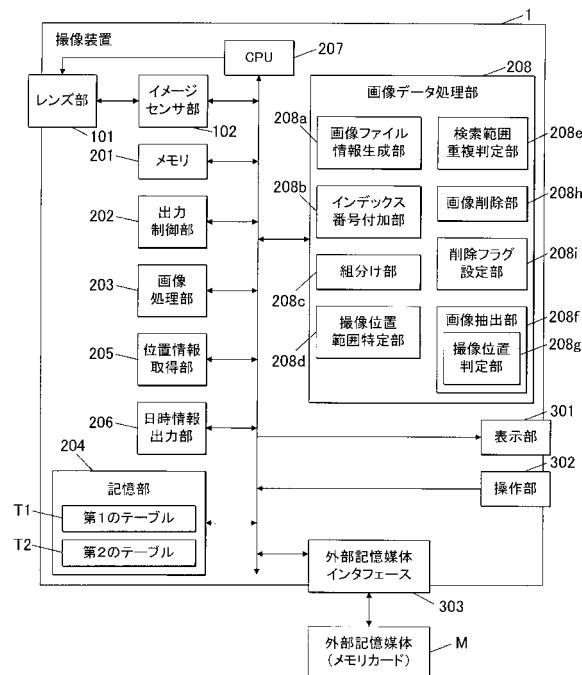 1
撮像装置
CPU
207
208
レンズ部
101
イメージ
センサ部
102
画像データ処理部
201
メモリ
208a
画像ファイル
情報生成部
検索範囲
重複判定部
208e
202
出力
制御部
208b
インデックス
番号付加部
画像削除部
208h
203
画像
処理部
208c
組分け部
削除フラグ
設定部
208i
205
位置情報
取得部
208d
撮像位置
範囲特定部
画像抽出部
208f
撮像位置
判定部
208g
206
日時情報
出力部
301
表示部
204
記憶部
302
操作部
T1
第1のテーブル
T2
第2のテーブル
外部記憶媒体
インタフェース
303
外部記憶媒体
(メモリカード)
M